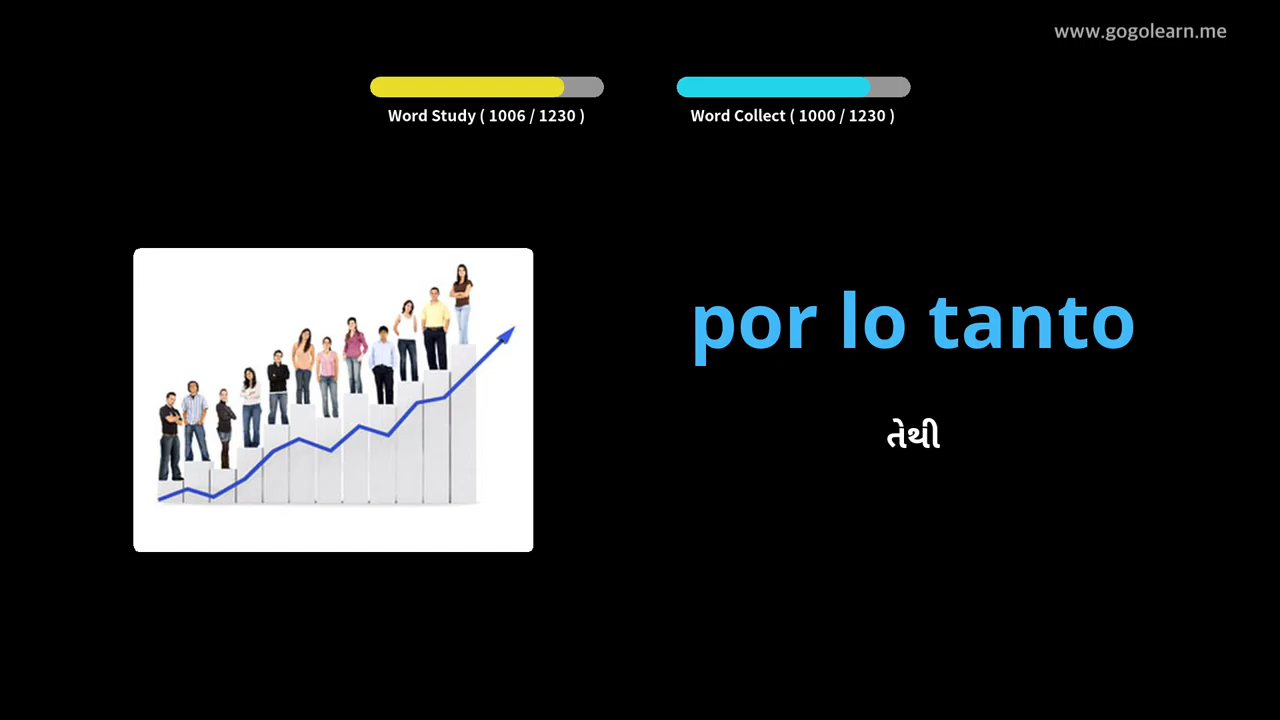 www.gogolearn.me
Word Study ( 1006 / 1230 )
Word Collect ( 1000 / 1230 )
por lo tanto
તેથી